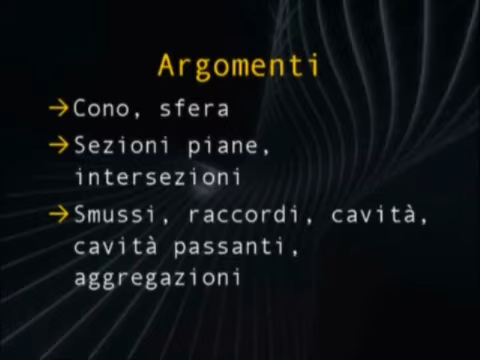 Argomenti
→Cono, sfera
→Sezioni piane,
intersezioni
→Smussi, raccordi, cavità,
cavità passanti,
aggregazioni